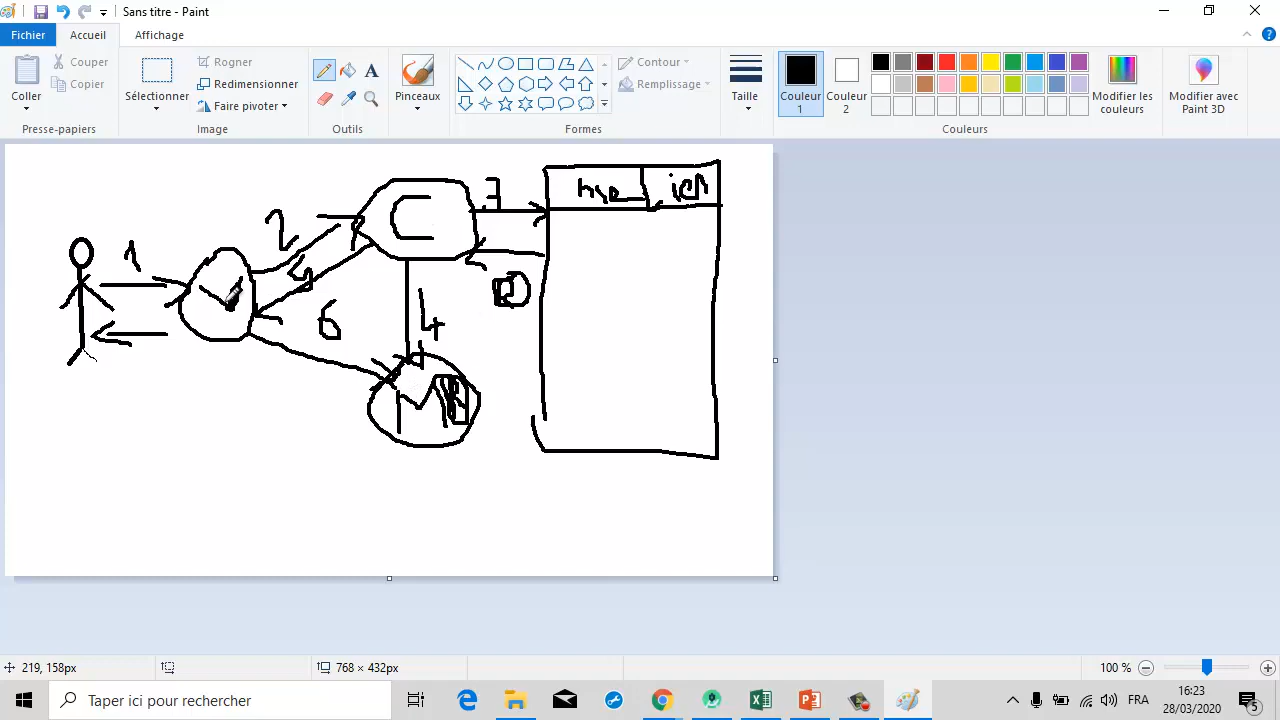 Sans titre - Paint
Fichier Accueil Affichage
Coller
Couper
Copier
Presse-papiers
Sélectionner
Rogner
Redimensionner
Faire pivoter
Image
A
Outils
Pinceaux
Contour
Remplissage
Formes
Taille
Couleur 1
Couleur 2
Modifier les couleurs
Couleurs
Modifier avec Paint 3D
1
2
C
3
5
V
6
4
M
219, 158px
768 × 432px
100 %
Taper ici pour rechercher
FRA
16:23
28/03/2020
5